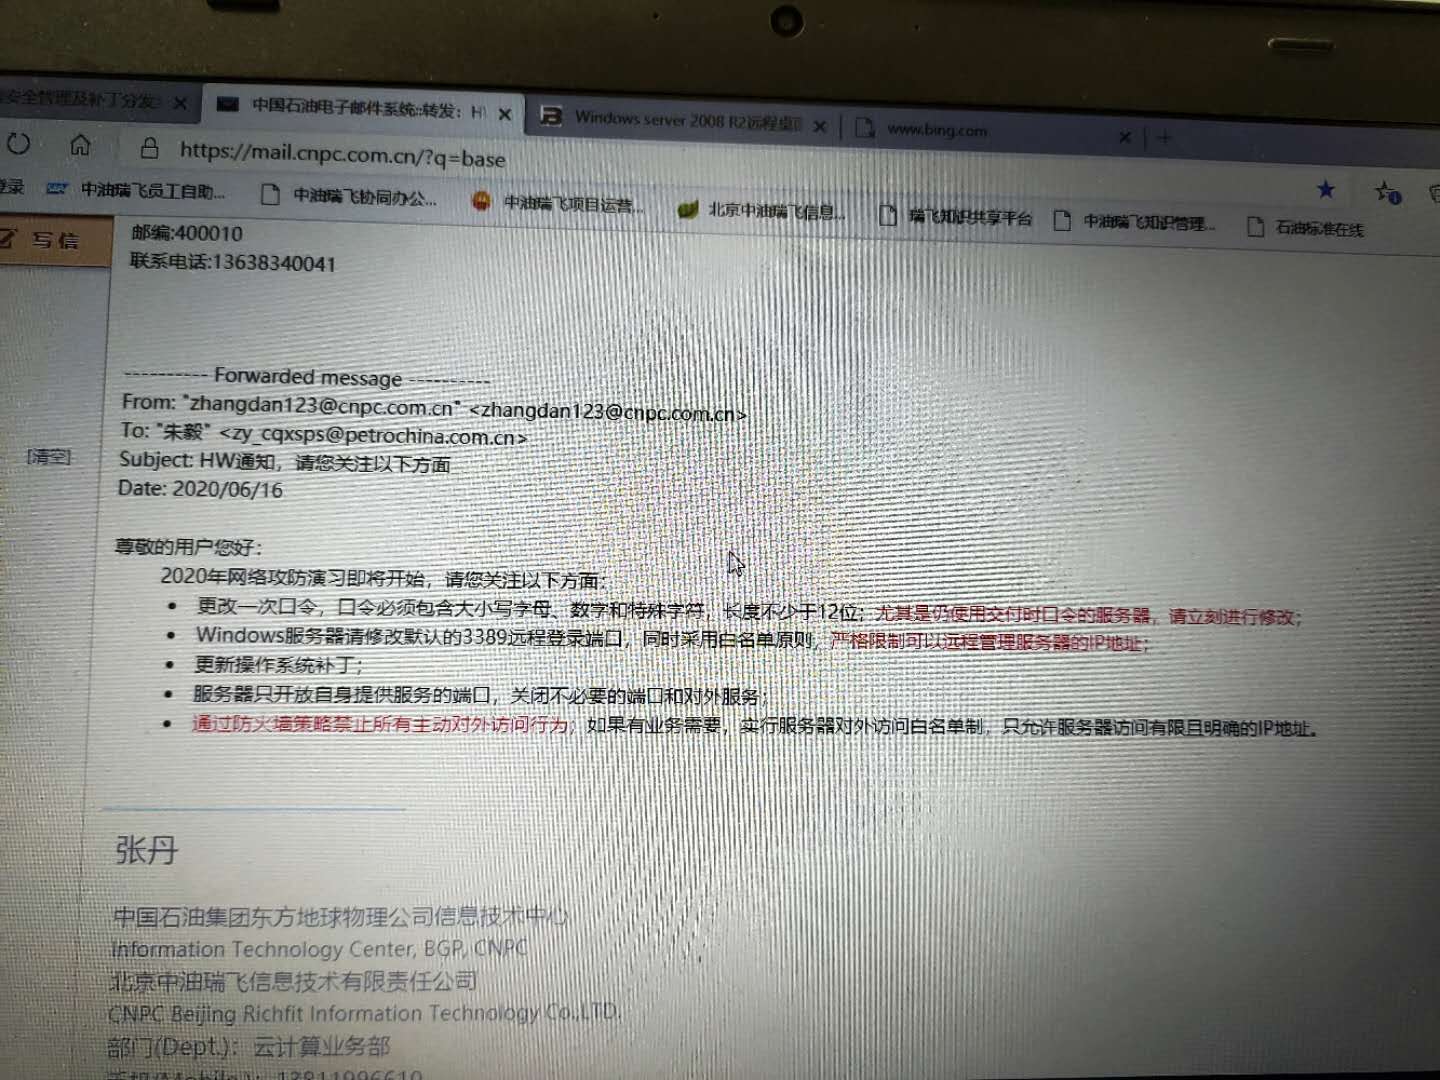 安全管理及补丁分发 中国石油电子邮件系统::转发: H Windows server 2008 R2远程桌面 www.bing.com
https://mail.cnpc.com.cn/?q=base
登录 中油瑞飞员工自助... 中油瑞飞协同办公... 中油瑞飞项目运营... 北京中油瑞飞信息... 瑞飞知识共享平台 中油瑞飞知识管理... 石油标准在线
写信
邮编:400010
联系电话:13638340041
---------- Forwarded message ----------
From: "zhangdan123@cnpc.com.cn" <zhangdan123@cnpc.com.cn>
To: "朱毅" <zy_cqxsps@petrochina.com.cn>
[清空]
Subject: HW通知，请您关注以下方面
Date: 2020/06/16
尊敬的用户您好：
2020年网络攻防演习即将开始，请您关注以下方面：
• 更改一次口令，口令必须包含大小写字母、数字和特殊字符，长度不少于12位；尤其是仍使用交付时口令的服务器，请立刻进行修改；
• Windows服务器请修改默认的3389远程登录端口，同时采用白名单原则，严格限制可以远程管理服务器的IP地址；
• 更新操作系统补丁；
• 服务器只开放自身提供服务的端口，关闭不必要的端口和对外服务；
• 通过防火墙策略禁止所有主动对外访问行为；如果有业务需要，实行服务器对外访问白名单制，只允许服务器访问有限且明确的IP地址。
张丹
中国石油集团东方地球物理公司信息技术中心
Information Technology Center, BGP, CNPC
北京中油瑞飞信息技术有限责任公司
CNPC Beijing Richfit Information Technology Co.,LTD.
部门(Dept.)：云计算业务部